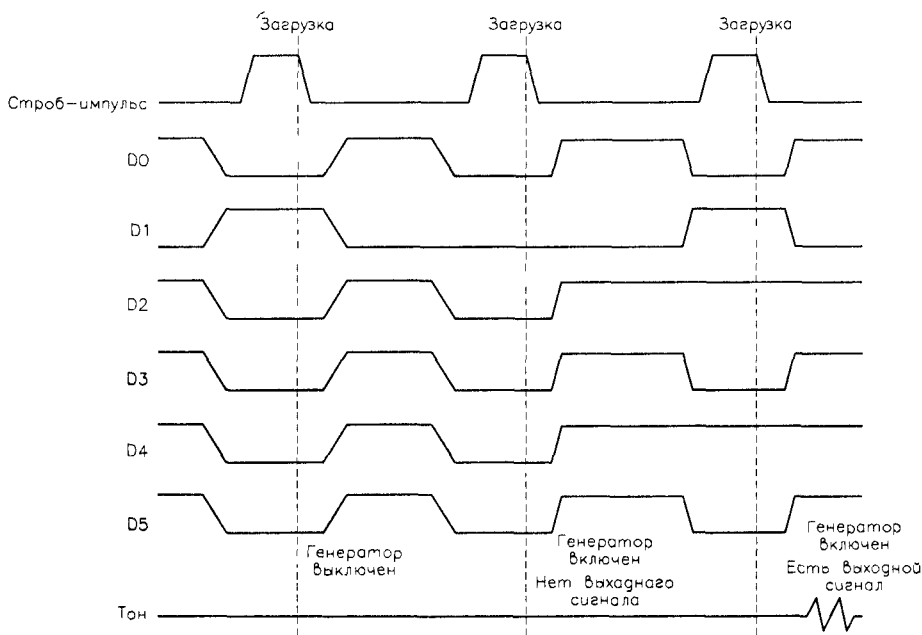 Загрузка
Загрузка
Загрузка
Строб-импульс
D0
D1
D2
D3
D4
D5
Генератор
выключен
Генератор
включен
Нет выхаднаго
сигнала
Генератор
включен
Есть выходной
сигнал
Тон